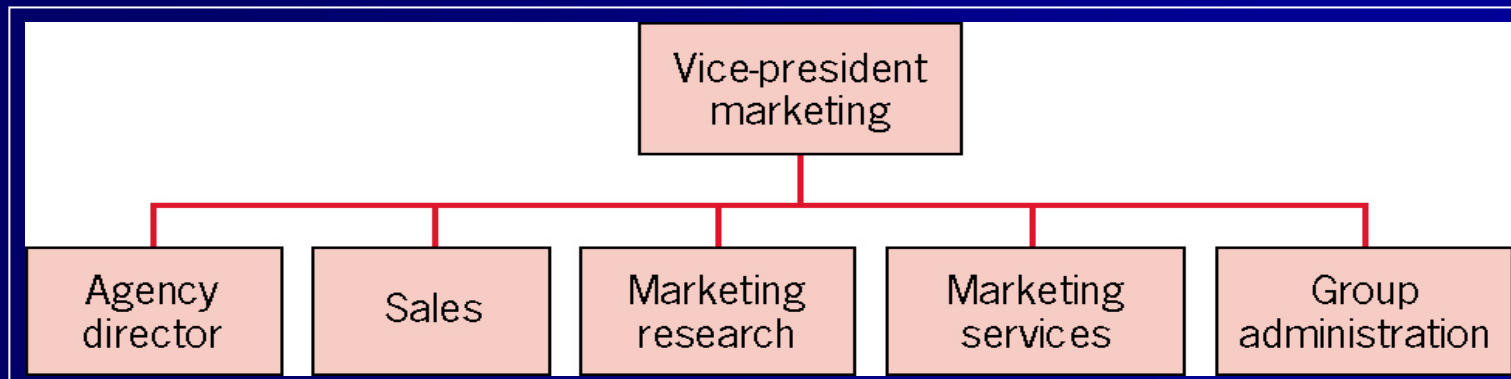 Vice-president
marketing
Agency
director
Sales
Marketing
research
Marketing
services
Group
administration